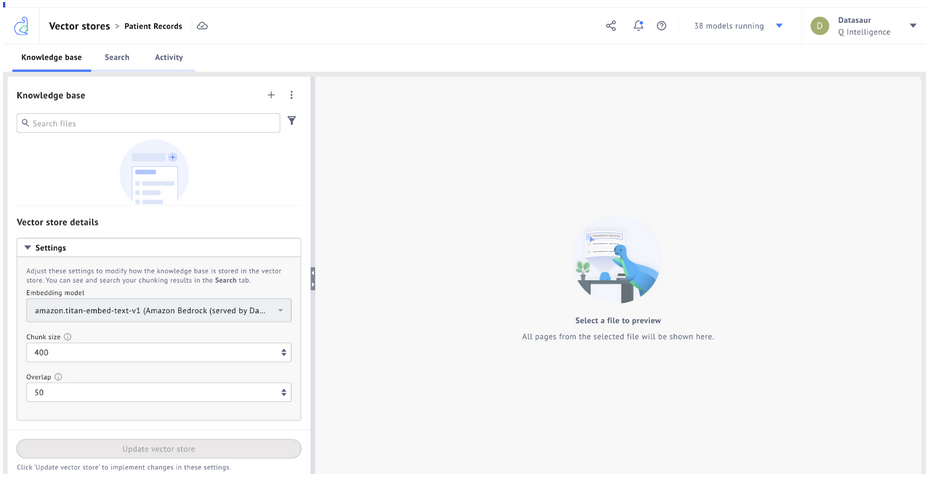 Vector stores > Patient Records
38 models running
D
Datasaur
Q Intelligence
Knowledge base
Search
Activity
Knowledge base
Search files
Vector store details
Settings
Adjust these settings to modify how the knowledge base is stored in the vector
store. You can see and search your chunking results in the Search tab.
Embedding model
amazon.titan-embed-text-v1 (Amazon Bedrock (served by Da...
Chunk size
400
Overlap
50
Update vector store
Click 'Update vector store' to implement changes in these settings.
Select a file to preview
All pages from the selected file will be shown here.